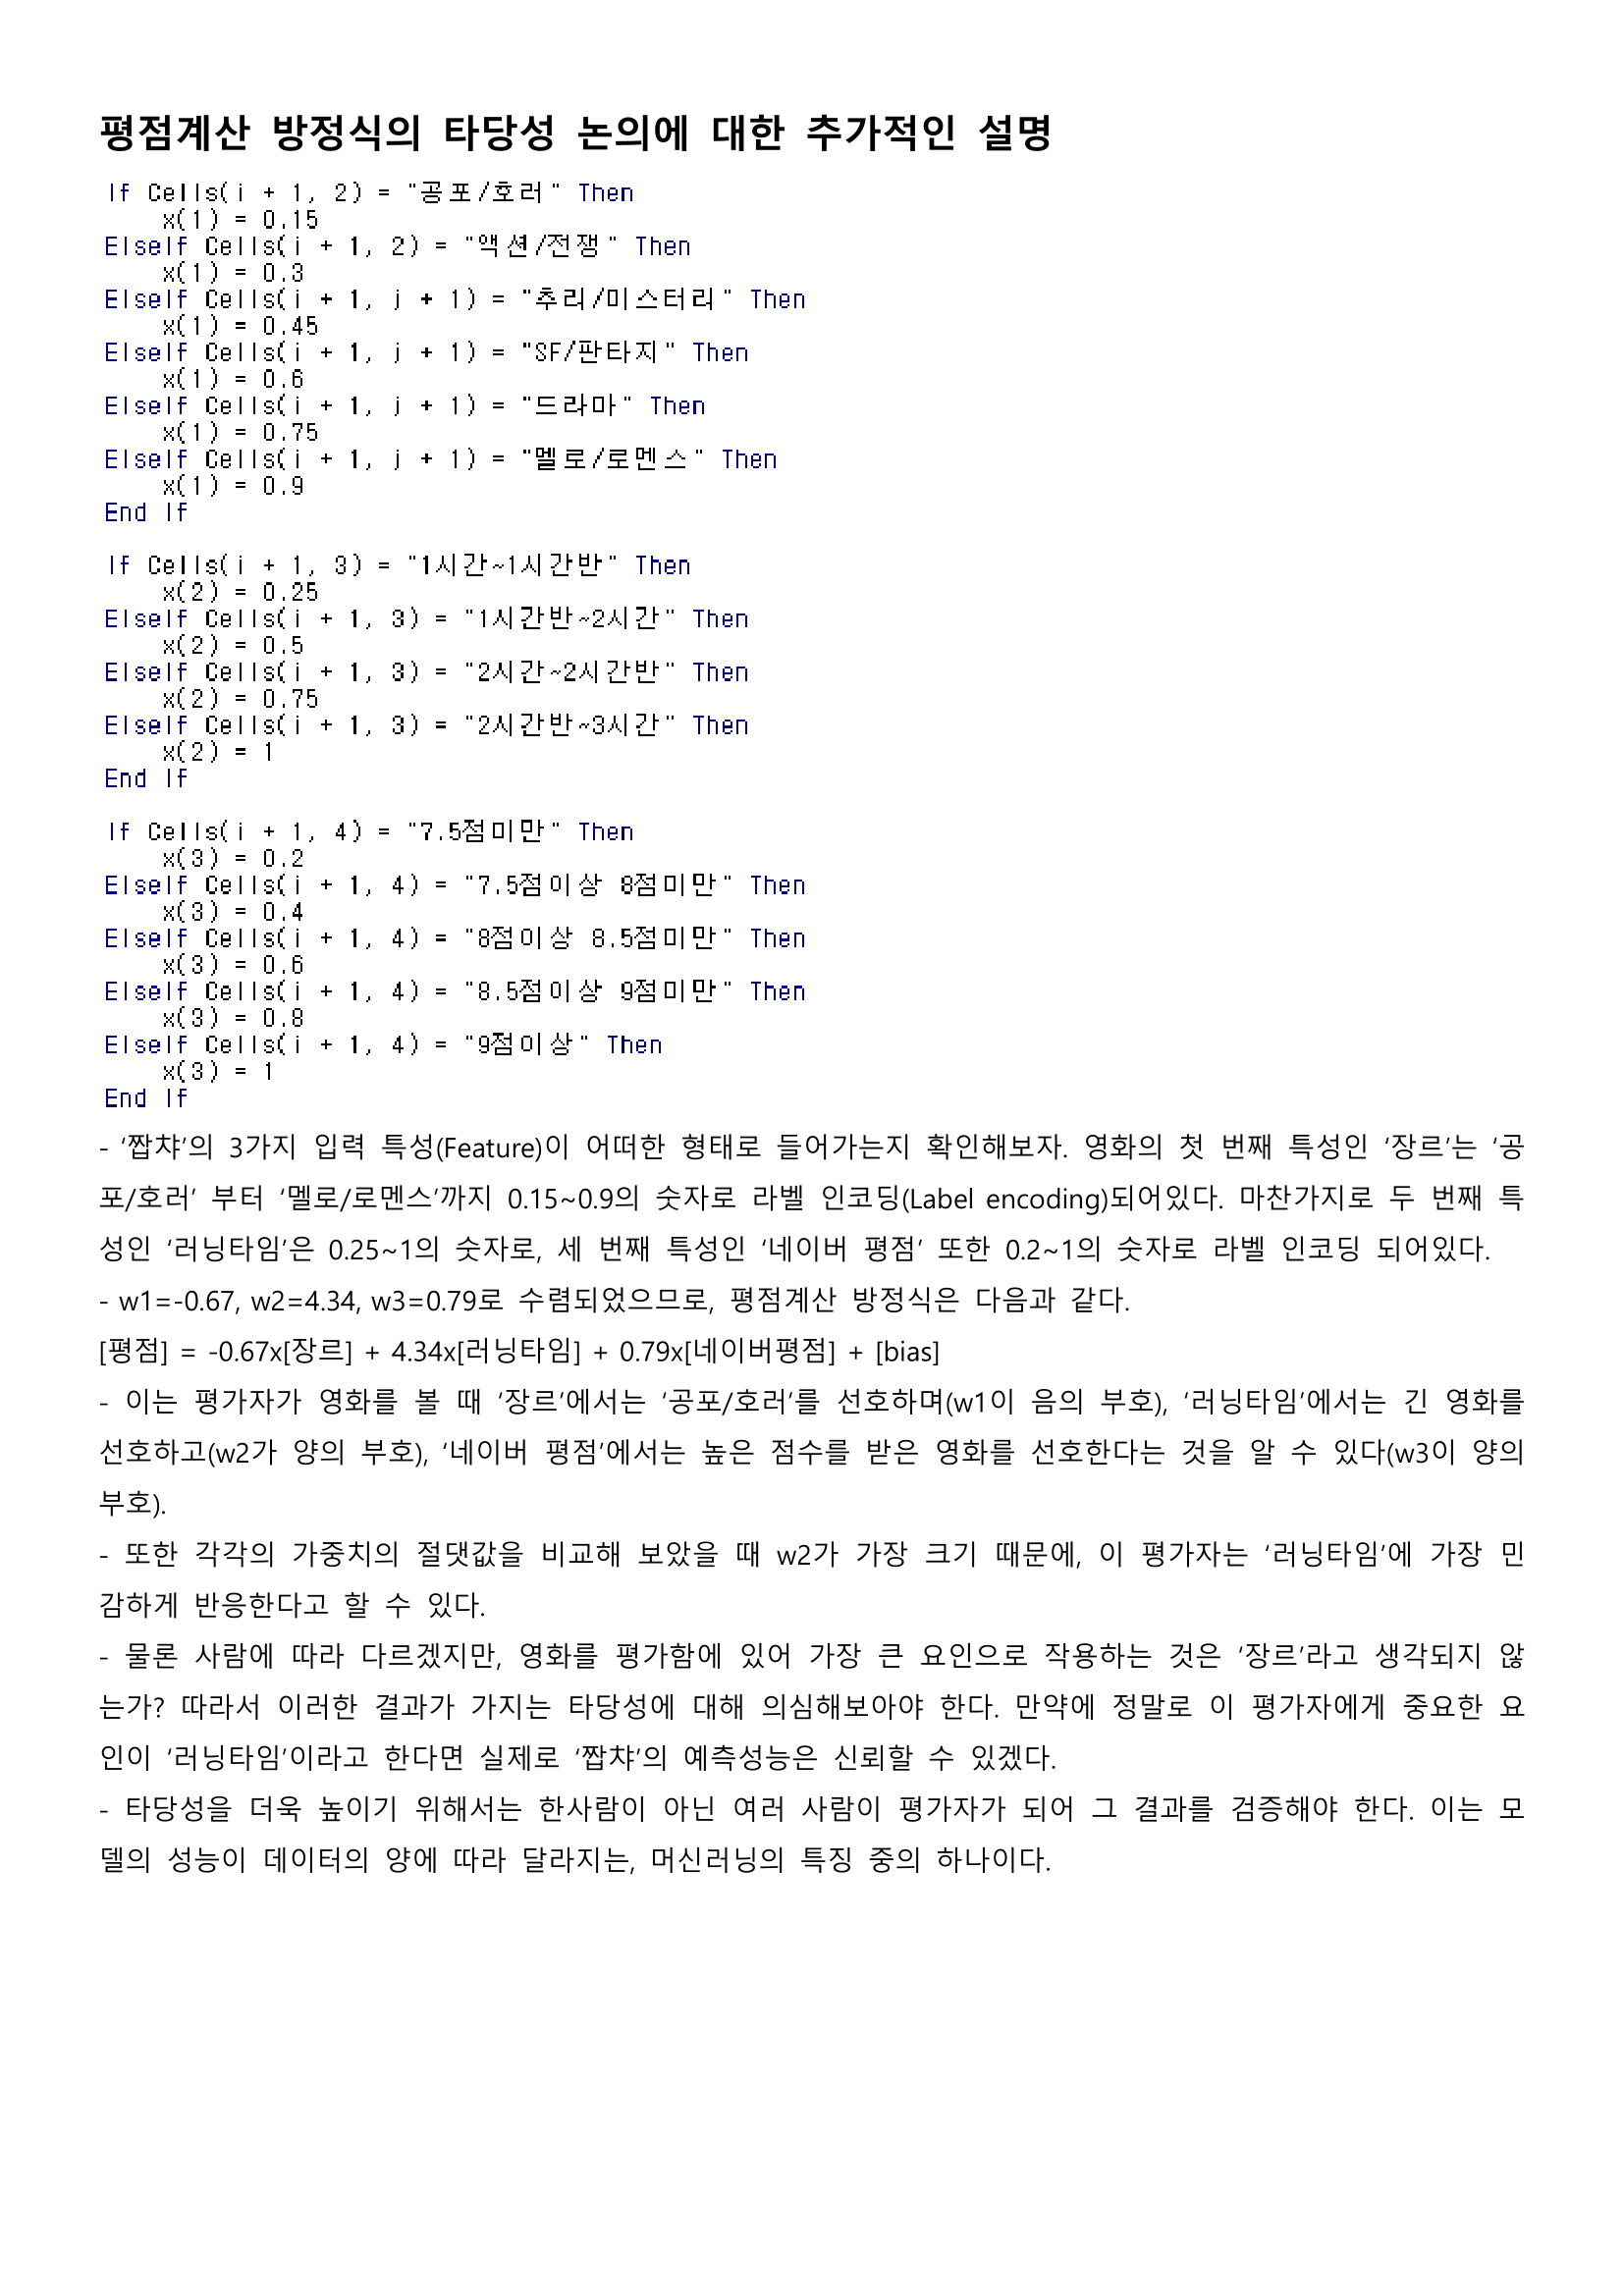 평점계산 방정식의 타당성 논의에 대한 추가적인 설명
If Cells(i + 1, 2) = "공포/호러" Then
x(1) = 0.15
ElseIf Cells(i + 1, 2) = "액션/전쟁" Then
x(1) = 0.3
ElseIf Cells(i + 1, j + 1) = "추리/미스터리" Then
x(1) = 0.45
ElseIf Cells(i + 1, j + 1) = "SF/판타지" Then
x(1) = 0.6
ElseIf Cells(i + 1, j + 1) = "드라마" Then
x(1) = 0.75
ElseIf Cells(i + 1, j + 1) = "멜로/로멘스" Then
x(1) = 0.9
End If
If Cells(i + 1, 3) = "1시간~1시간반" Then
x(2) = 0.25
ElseIf Cells(i + 1, 3) = "1시간반~2시간" Then
x(2) = 0.5
ElseIf Cells(i + 1, 3) = "2시간~2시간반" Then
x(2) = 0.75
ElseIf Cells(i + 1, 3) = "2시간반~3시간" Then
x(2) = 1
End If
If Cells(i + 1, 4) = "7.5점미만" Then
x(3) = 0.2
ElseIf Cells(i + 1, 4) = "7.5점이상 8점미만" Then
x(3) = 0.4
ElseIf Cells(i + 1, 4) = "8점이상 8.5점미만" Then
x(3) = 0.6
ElseIf Cells(i + 1, 4) = "8.5점이상 9점미만" Then
x(3) = 0.8
ElseIf Cells(i + 1, 4) = "9점이상" Then
x(3) = 1
End If
- ‘짭챠’의 3가지 입력 특성(Feature)이 어떠한 형태로 들어가는지 확인해보자. 영화의 첫 번째 특성인 ‘장르’는 ‘공
포/호러’ 부터 ‘멜로/로멘스’까지 0.15~0.9의 숫자로 라벨 인코딩(Label encoding)되어있다. 마찬가지로 두 번째 특
성인 ‘러닝타임’은 0.25~1의 숫자로, 세 번째 특성인 ‘네이버 평점’ 또한 0.2~1의 숫자로 라벨 인코딩 되어있다.
- w1=-0.67, w2=4.34, w3=0.79로 수렴되었으므로, 평점계산 방정식은 다음과 같다.
[평점] = -0.67x[장르] + 4.34x[러닝타임] + 0.79x[네이버평점] + [bias]
- 이는 평가자가 영화를 볼 때 ‘장르’에서는 ‘공포/호러’를 선호하며(w1이 음의 부호), ‘러닝타임’에서는 긴 영화를
선호하고(w2가 양의 부호), ‘네이버 평점’에서는 높은 점수를 받은 영화를 선호한다는 것을 알 수 있다(w3이 양의
부호).
- 또한 각각의 가중치의 절댓값을 비교해 보았을 때 w2가 가장 크기 때문에, 이 평가자는 ‘러닝타임’에 가장 민
감하게 반응한다고 할 수 있다.
- 물론 사람에 따라 다르겠지만, 영화를 평가함에 있어 가장 큰 요인으로 작용하는 것은 ‘장르’라고 생각되지 않
는가? 따라서 이러한 결과가 가지는 타당성에 대해 의심해보아야 한다. 만약에 정말로 이 평가자에게 중요한 요
인이 ‘러닝타임’이라고 한다면 실제로 ‘짭챠’의 예측성능은 신뢰할 수 있겠다.
- 타당성을 더욱 높이기 위해서는 한사람이 아닌 여러 사람이 평가자가 되어 그 결과를 검증해야 한다. 이는 모
델의 성능이 데이터의 양에 따라 달라지는, 머신러닝의 특징 중의 하나이다.